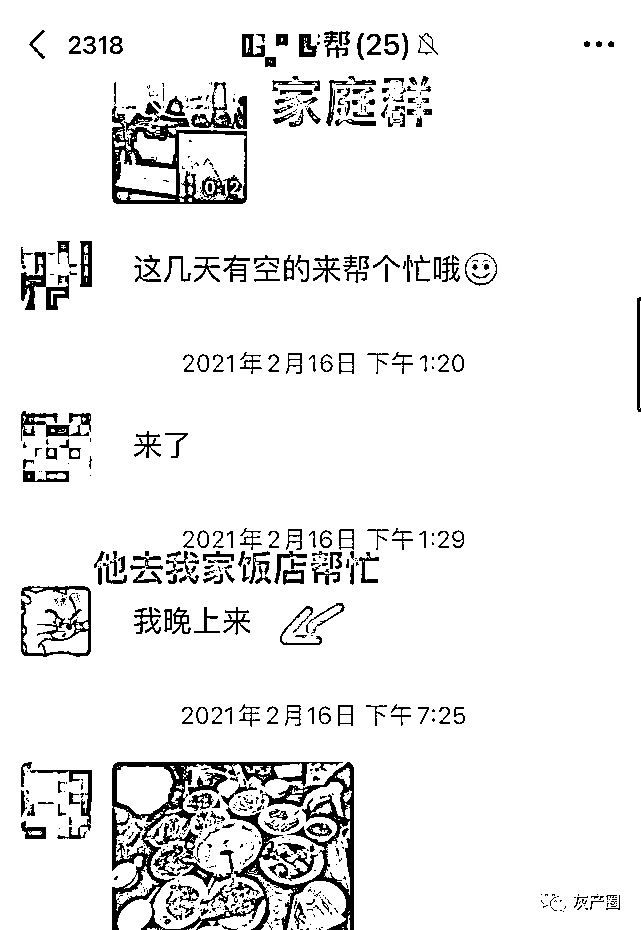 2318
帮(25)
家庭群
0:12
这几天有空的来帮个忙哦
2021年2月16日 下午1:20
来了
2021年2月16日 下午1:29
他去我家饭店帮忙
我晚上来
2021年2月16日 下午7:25
灰产圈